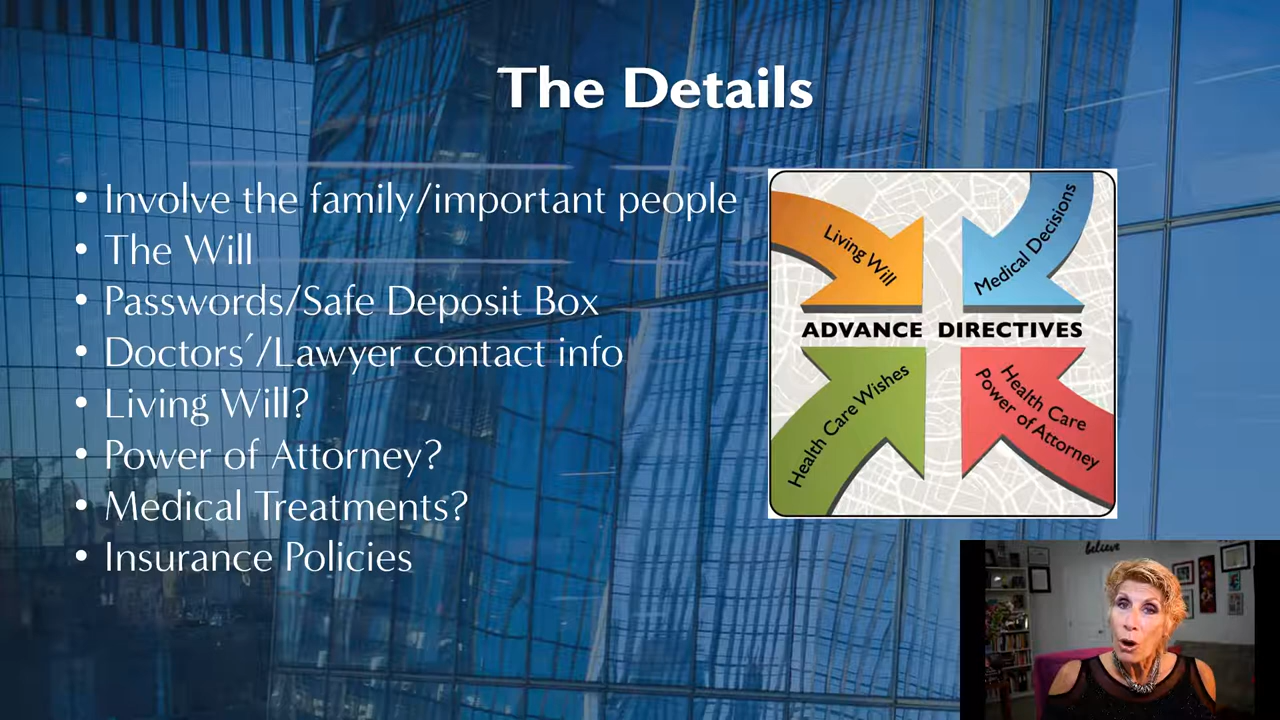 The Details
• Involve the family/important people
• The Will
• Passwords/Safe Deposit Box
• Doctors´/Lawyer contact info
• Living Will?
• Power of Attorney?
• Medical Treatments?
• Insurance Policies
Living Will
Medical Decisions
ADVANCE DIRECTIVES
Health Care Wishes
Health Care
Power of Attorney
believe